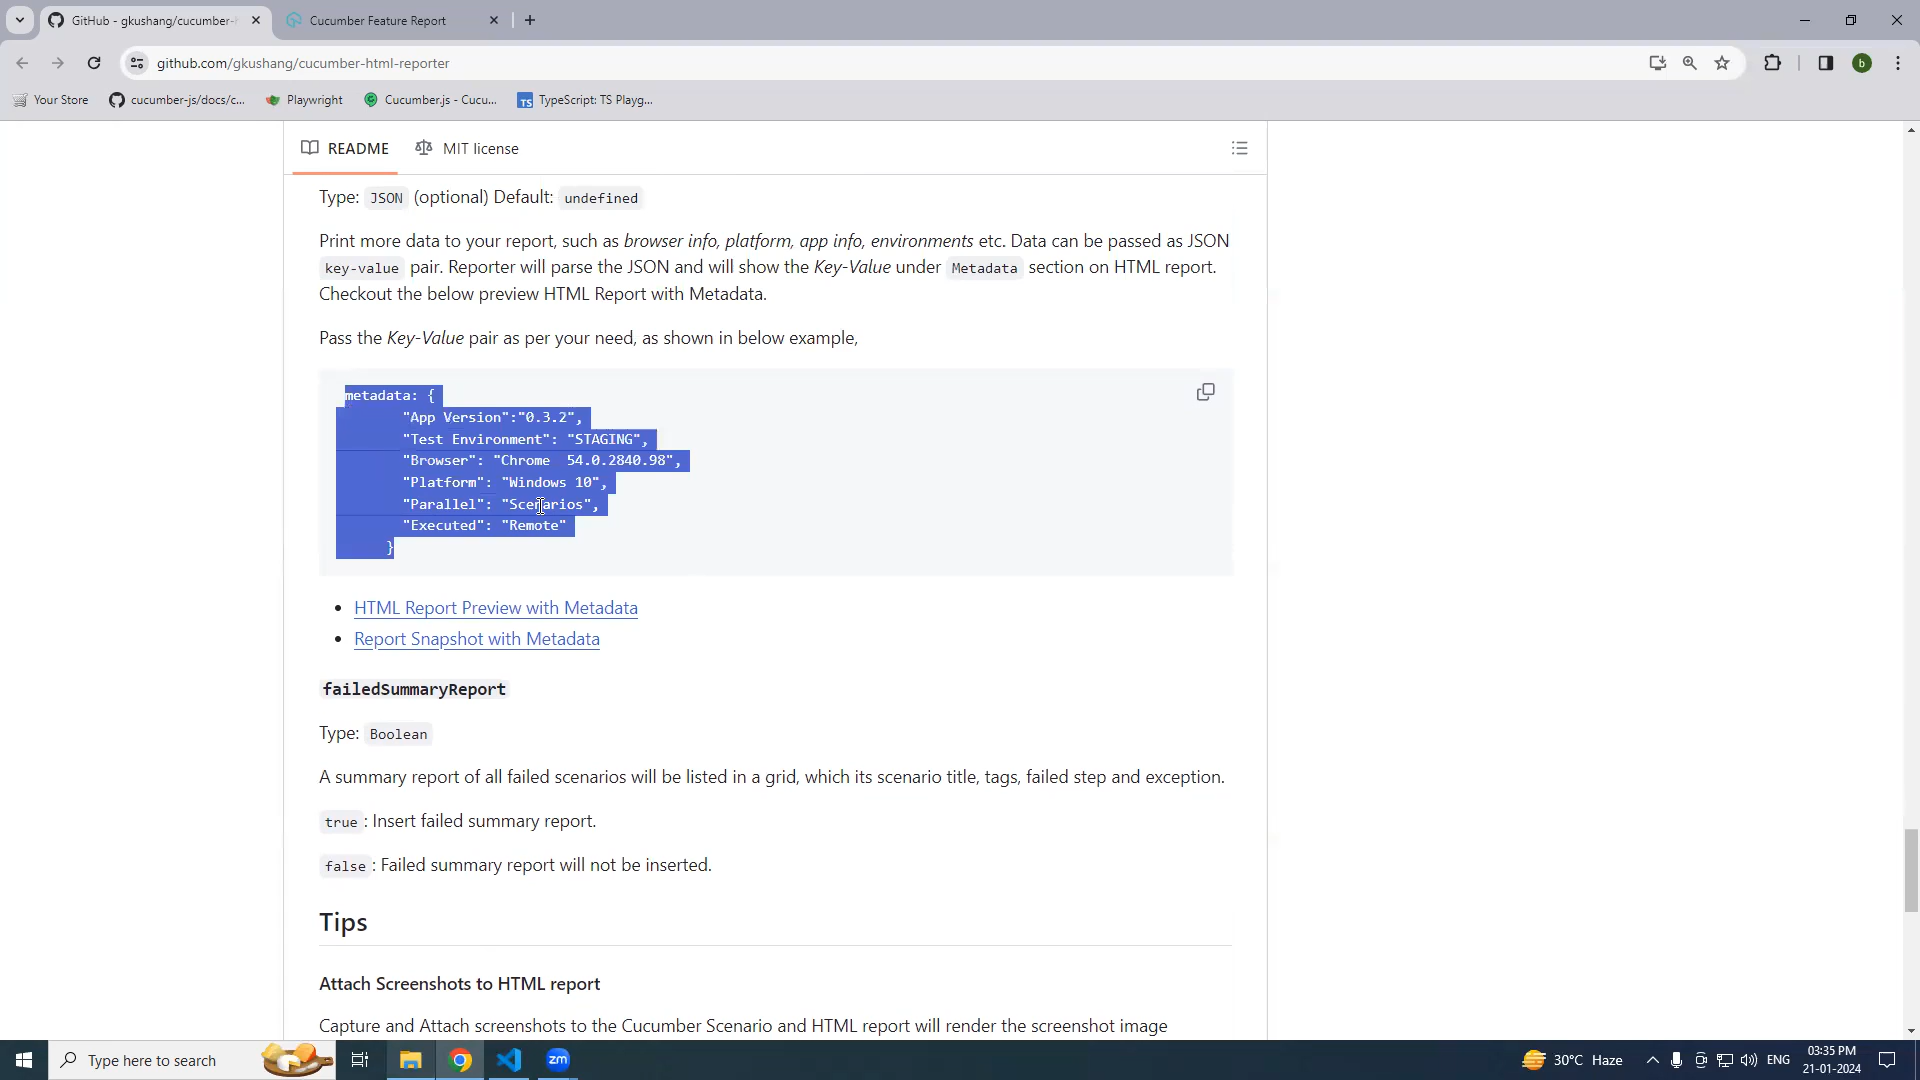 GitHub - gkushang/cucumber-h
Cucumber Feature Report
github.com/gkushang/cucumber-html-reporter
b
Your Store
cucumber-js/docs/c...
Playwright
Cucumber.js - Cucu...
TS
TypeScript: TS Playg...
README
MIT license
Type: JSON (optional) Default: undefined
Print more data to your report, such as browser info, platform, app info, environments etc. Data can be passed as JSON
key-value pair. Reporter will parse the JSON and will show the Key-Value under Metadata section on HTML report.
Checkout the below preview HTML Report with Metadata.
Pass the Key-Value pair as per your need, as shown in below example,
metadata: {
"App Version":"0.3.2",
"Test Environment": "STAGING",
"Browser": "Chrome  54.0.2840.98",
"Platform": "Windows 10",
"Parallel": "Scenarios",
"Executed": "Remote"
}
HTML Report Preview with Metadata
Report Snapshot with Metadata
failedSummaryReport
Type: Boolean
A summary report of all failed scenarios will be listed in a grid, which its scenario title, tags, failed step and exception.
true : Insert failed summary report.
false : Failed summary report will not be inserted.
Tips
Attach Screenshots to HTML report
Capture and Attach screenshots to the Cucumber Scenario and HTML report will render the screenshot image
Type here to search
zm
30°C Haze
ENG
03:35 PM
21-01-2024